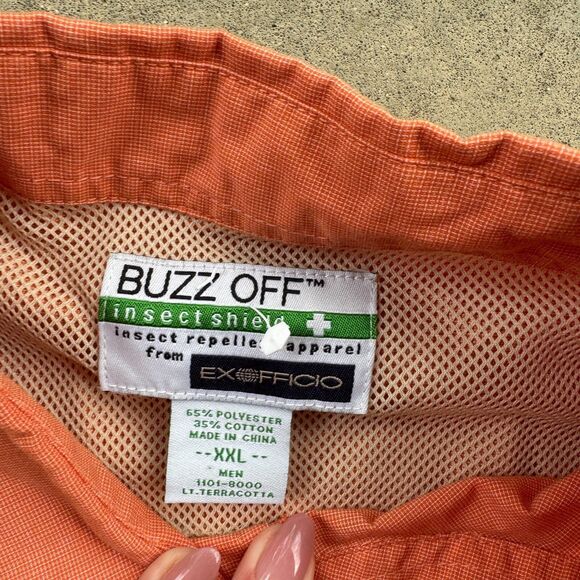 BUZZ OFF™
insect shield
insect repellent apparel
from EXOFFICIO
65% POLYESTER
35% COTTON
MADE IN CHINA
--XXL--
MEN
1101-8000
LT.TERRACOTTA